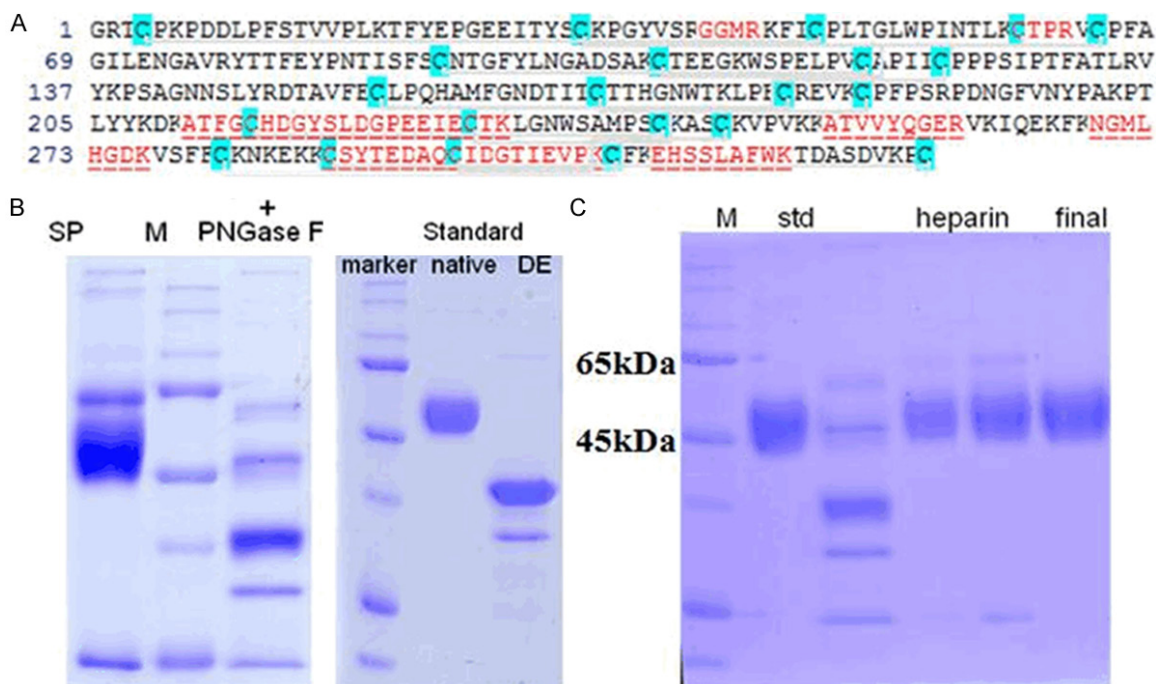 A
1 GRTCPKPDDLPFSTVVPLKTFYEPGEEITYSCKPGYVSRGGMRKFICPLTGLWPINTLKCTPRVCPFA
69 GILENGAVRYTTFEYPNTISFSCNTGFYLNGADSAKCTEEGKWSPELPVCAPIICPPPSIPTFATLRV
137 YKPSAGNNSLYRDTAVFECLPQHAMFGNDTITCTTHGNWTKLPECREVKCPFPSRPDNGFVNYPAKPT
205 LYYKDKATFGCHDGYSLDGPEEIECTKLGNWSAMPSCKASCKVPVKKATVVYQGERVKIQEKFKNGML
273 HGDKVSFFCKNKEKKCSYTEDAQCIDGTIEVPKCFKEHSSLAFWKTDASDVKPC
B
SP M + PNGase F
Standard
marker native DE
C
M std heparin final
65kDa
45kDa